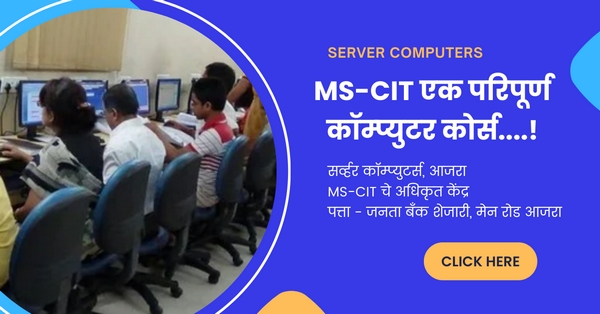 SERVER COMPUTERS
MS-CIT एक परिपूर्ण
कॉम्प्युटर कोर्स....!
सर्व्हर कॉम्प्युटर्स, आजरा
MS-CIT चे अधिकृत केंद्र
पत्ता - जनता बँक शेजारी, मेन रोड आजरा
CLICK HERE